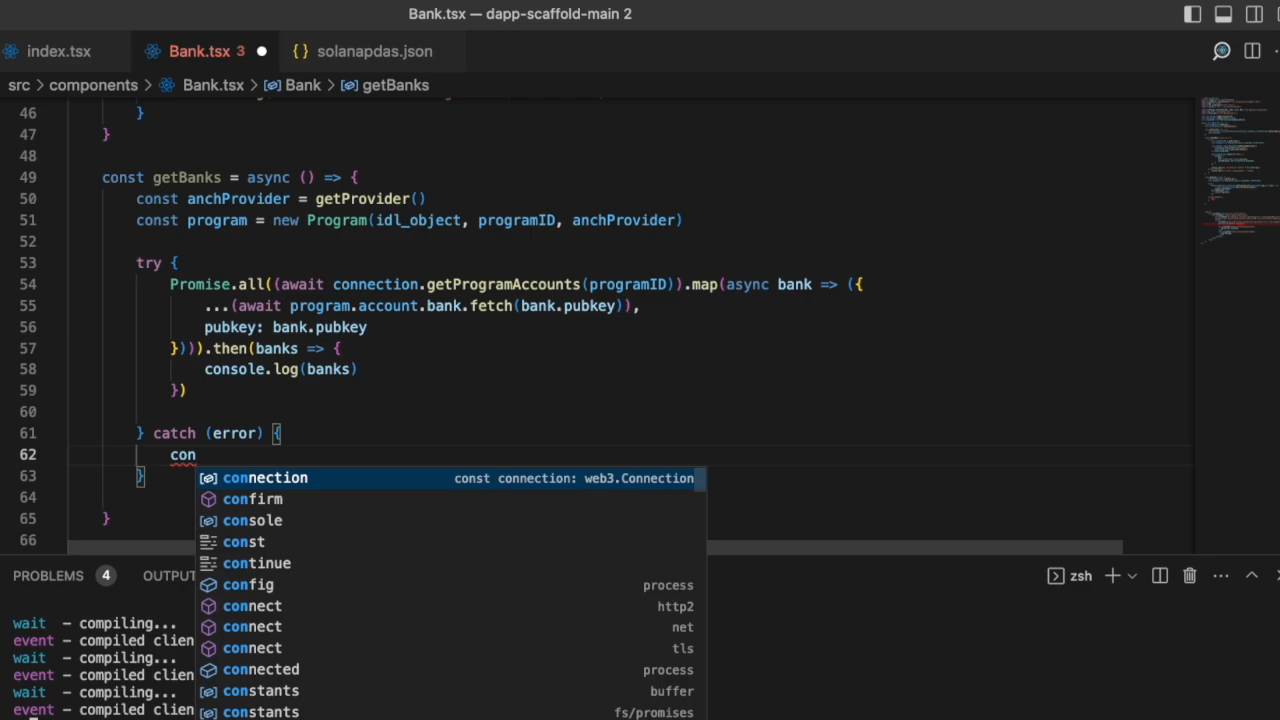 Bank.tsx — dapp-scaffold-main 2
index.tsx Bank.tsx 3 solanapdas.json
src > components > Bank.tsx > Bank > getBanks
46 }
47 }
48
49 const getBanks = async () => {
50 const anchProvider = getProvider()
51 const program = new Program(idl_object, programID, anchProvider)
52
53 try {
54 Promise.all((await connection.getProgramAccounts(programID)).map(async bank => ({
55 ...(await program.account.bank.fetch(bank.pubkey)),
56 pubkey: bank.pubkey
57 }))).then(banks => {
58 console.log(banks)
59 })
60
61 } catch (error) {
62 con
63 }
64
65 }
66
connection const connection: web3.Connection
confirm
console
const
continue
config process
connect http2
connect net
connect tls
connected process
constants buffer
constants fs/promises
PROBLEMS 4 OUTPUT zsh
wait - compiling...
event - compiled clien
wait - compiling...
event - compiled clien
wait - compiling...
event - compiled clien